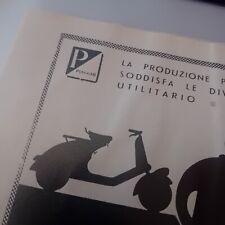 P
PIAGGIO
LA PRODUZIONE P
SODDISFA LE DIV
UTILITARIO